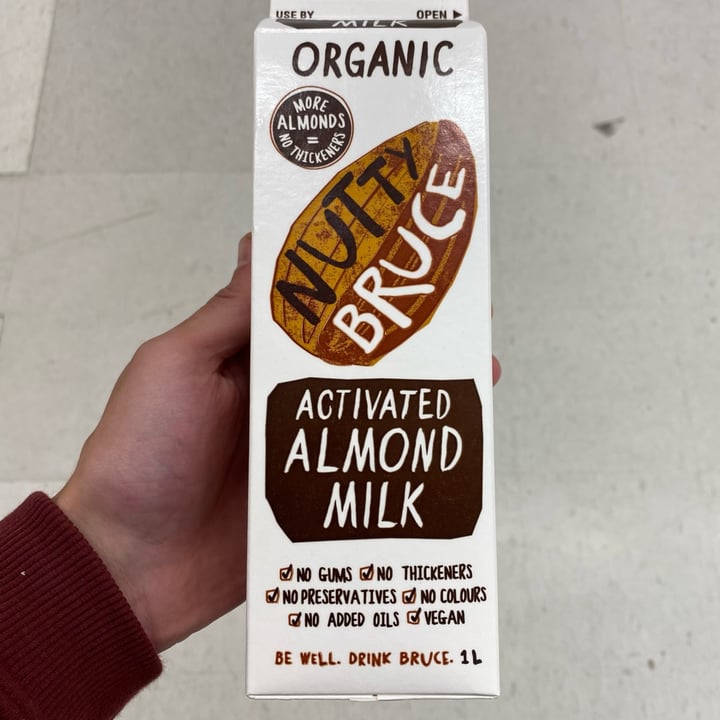 USE BY OPEN ▶
MILK
ORGANIC
MORE
ALMONDS
=
NO THICKENERS
NUTTY
BRUCE
ACTIVATED
ALMOND
MILK
☑ NO GUMS ☑ NO THICKENERS
☑ NO PRESERVATIVES ☑ NO COLOURS
☑ NO ADDED OILS ☑ VEGAN
BE WELL. DRINK BRUCE. 1L